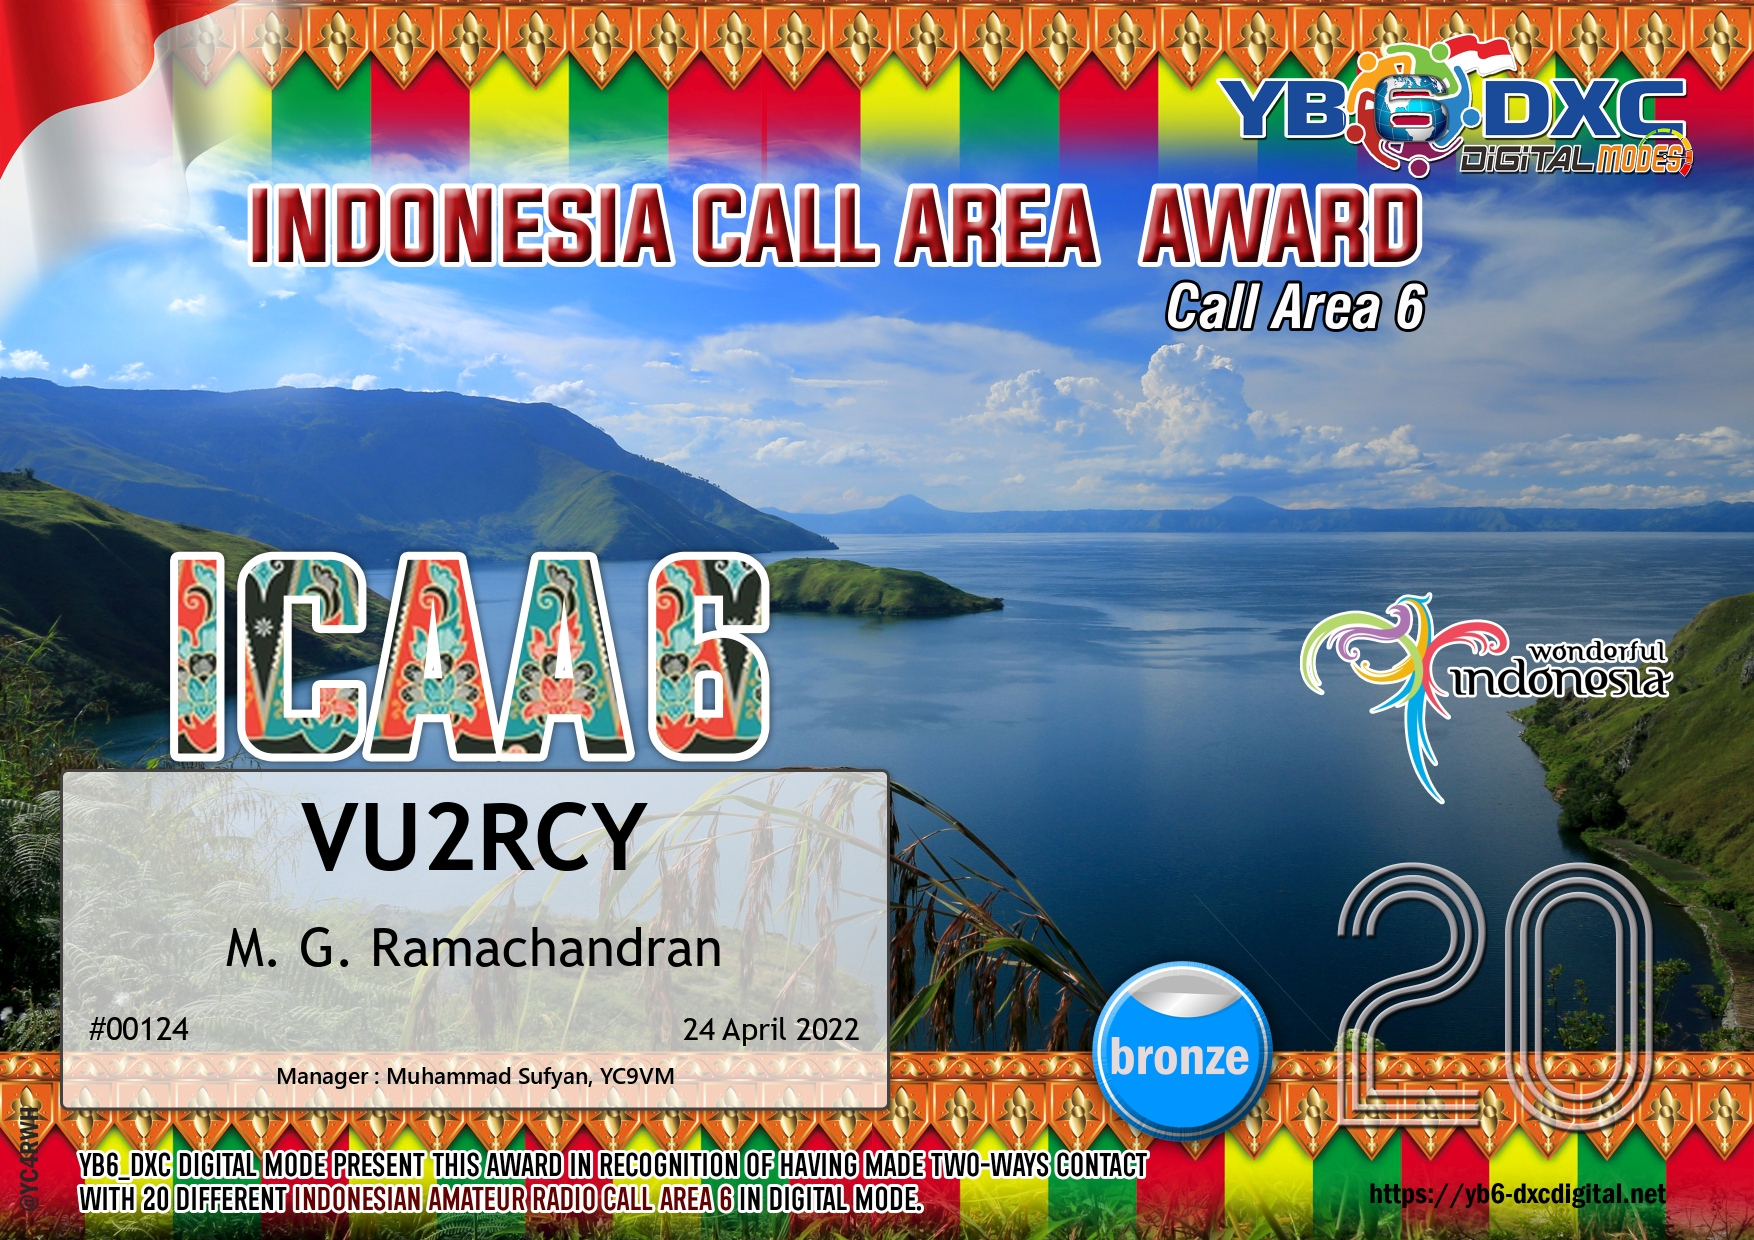 YB6 DXC
DIGITAL MODES
INDONESIA CALL AREA AWARD
Call Area 6
ICAA6
wonderful
indonesia
VU2RCY
M. G. Ramachandran
#00124
24 April 2022
Manager : Muhammad Sufyan, YC9VM
bronze
20
@YC4RWH
YB6_DXC DIGITAL MODE PRESENT THIS AWARD IN RECOGNITION OF HAVING MADE TWO-WAYS CONTACT
WITH 20 DIFFERENT INDONESIAN AMATEUR RADIO CALL AREA 6 IN DIGITAL MODE.
https://yb6-dxcdigital.net